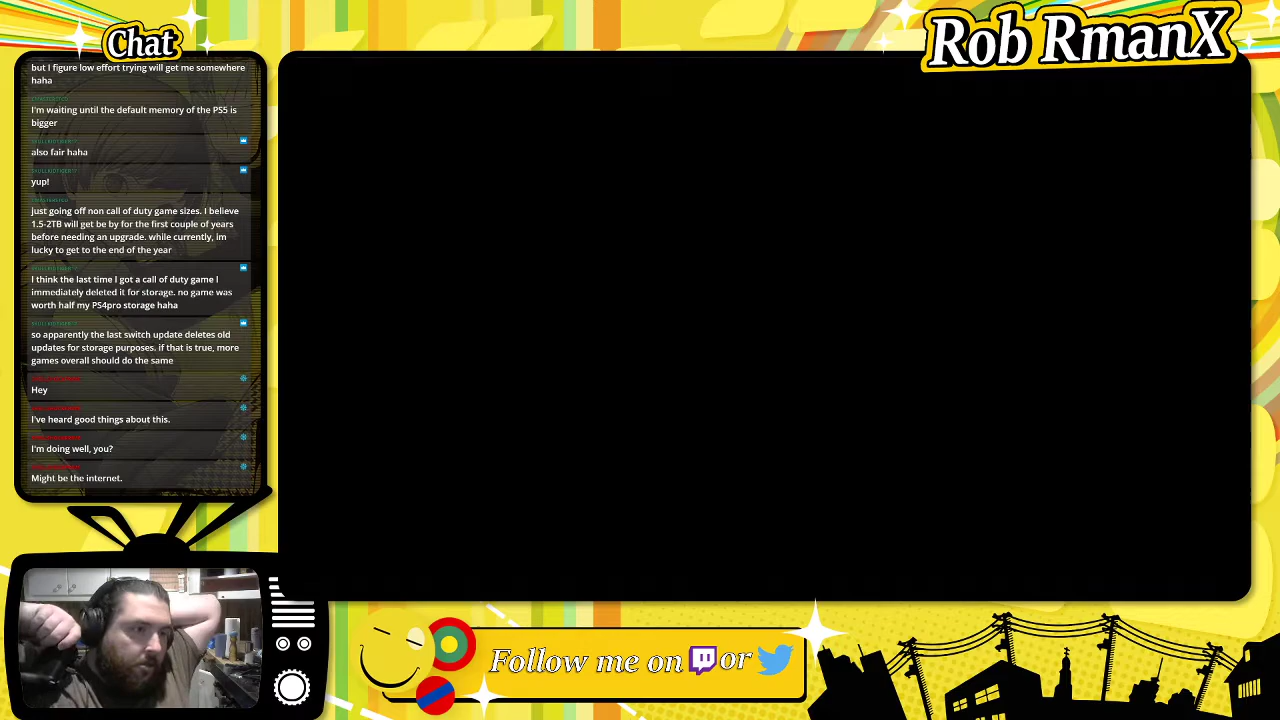 Chat
Rob RmanX
but I figure low effort trying will get me somewhere
haha
I'm waiting until the default memory of the PS5 is
bigger
also fair haha
yup!
just going off non call of duty game sizes. I believe
1.5-2TB will get be by for the first couple of years
before needing an upgrade. while currently, im
lucky to get to the end of the year
I think the last time I got a call of duty game I
immediately deleted it for storage. no game was
worth half my PS4pro storage haha
so apparently the last switch update deletes old
updates for storage purposes. if that is true, more
games overall should do the same
Hey
I've heard good things about this.
I'm doing well, you?
Might be the internet.
Follow me on or